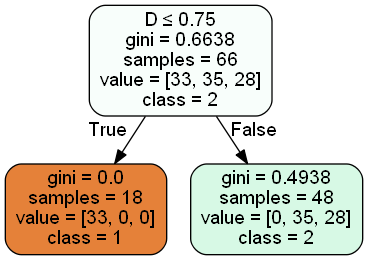 D ≤ 0.75
gini = 0.6638
samples = 66
value = [33, 35, 28]
class = 2
True
False
gini = 0.0
samples = 18
value = [33, 0, 0]
class = 1
gini = 0.4938
samples = 48
value = [0, 35, 28]
class = 2